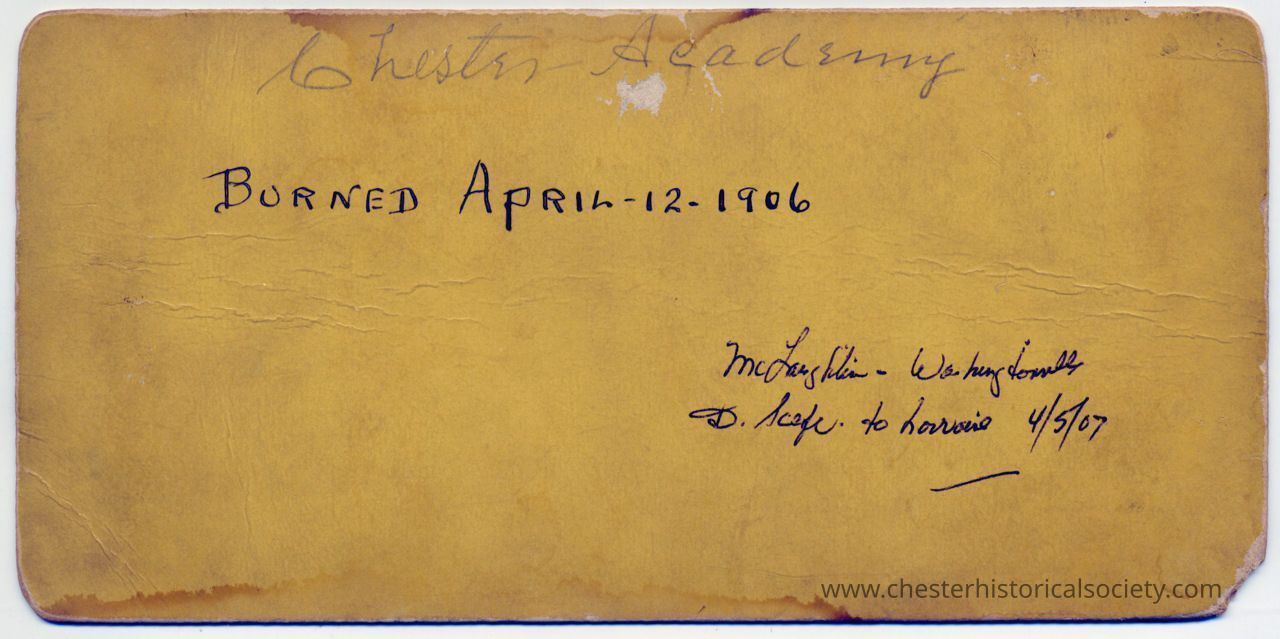 Chester Academy
BURNED APRIL-12-1906
McLaughlin - Washingtonville
D. Scafe. to Lorraine 4/5/07
www.chesterhistoricalsociety.com